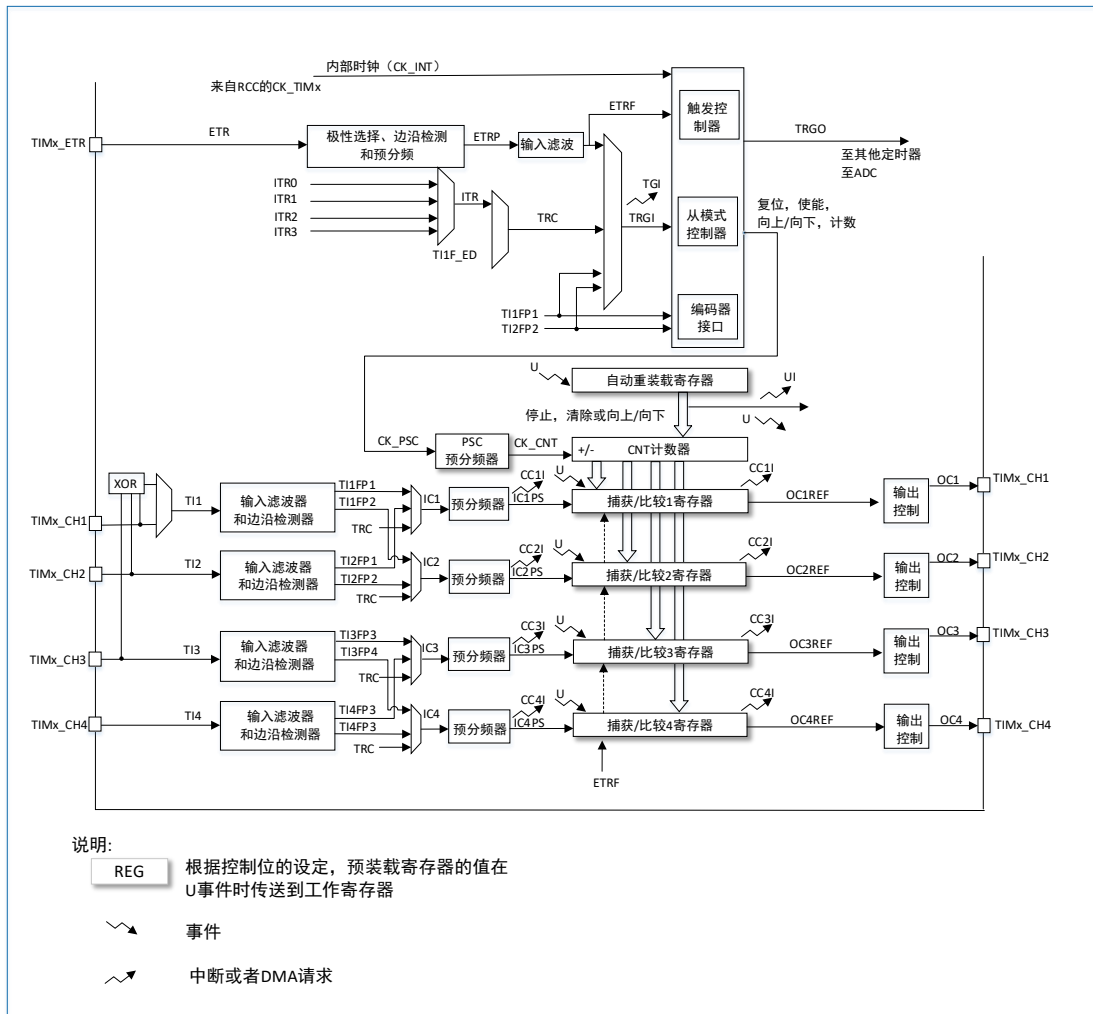 内部时钟（CK_INT）
来自RCC的CK_TIMx
TIMx_ETR
ETR
极性选择、边沿检测
和预分频
ETRP
输入滤波
ETRF
触发控
制器
TRGO
至其他定时器
至ADC
ITR0
ITR1
ITR2
ITR3
ITR
TI1F_ED
TRC
TGI
TRGI
从模式
控制器
复位，使能，
向上/向下，计数
TI1FP1
TI2FP2
编码器
接口
U
自动重装载寄存器
UI
U
停止，清除或向上/向下
CK_PSC
PSC
预分频器
CK_CNT
+/-
CNT计数器
XOR
TIMx_CH1
TI1
输入滤波器
和边沿检测器
TI1FP1
TI1FP2
TRC
IC1
预分频器
CC1I
IC1PS
U
捕获/比较1寄存器
CC1I
OC1REF
输出
控制
OC1
TIMx_CH1
TIMx_CH2
TI2
输入滤波器
和边沿检测器
TI2FP1
TI2FP2
TRC
IC2
预分频器
CC2I
IC2PS
U
捕获/比较2寄存器
CC2I
OC2REF
输出
控制
OC2
TIMx_CH2
TIMx_CH3
TI3
输入滤波器
和边沿检测器
TI3FP3
TI3FP4
TRC
IC3
预分频器
CC3I
IC3PS
U
捕获/比较3寄存器
CC3I
OC3REF
输出
控制
OC3
TIMx_CH3
TIMx_CH4
TI4
输入滤波器
和边沿检测器
TI4FP3
TI4FP3
TRC
IC4
预分频器
CC4I
IC4PS
U
捕获/比较4寄存器
CC4I
OC4REF
输出
控制
OC4
TIMx_CH4
ETRF
说明:
REG
根据控制位的设定，预装载寄存器的值在
U事件时传送到工作寄存器
事件
中断或者DMA请求